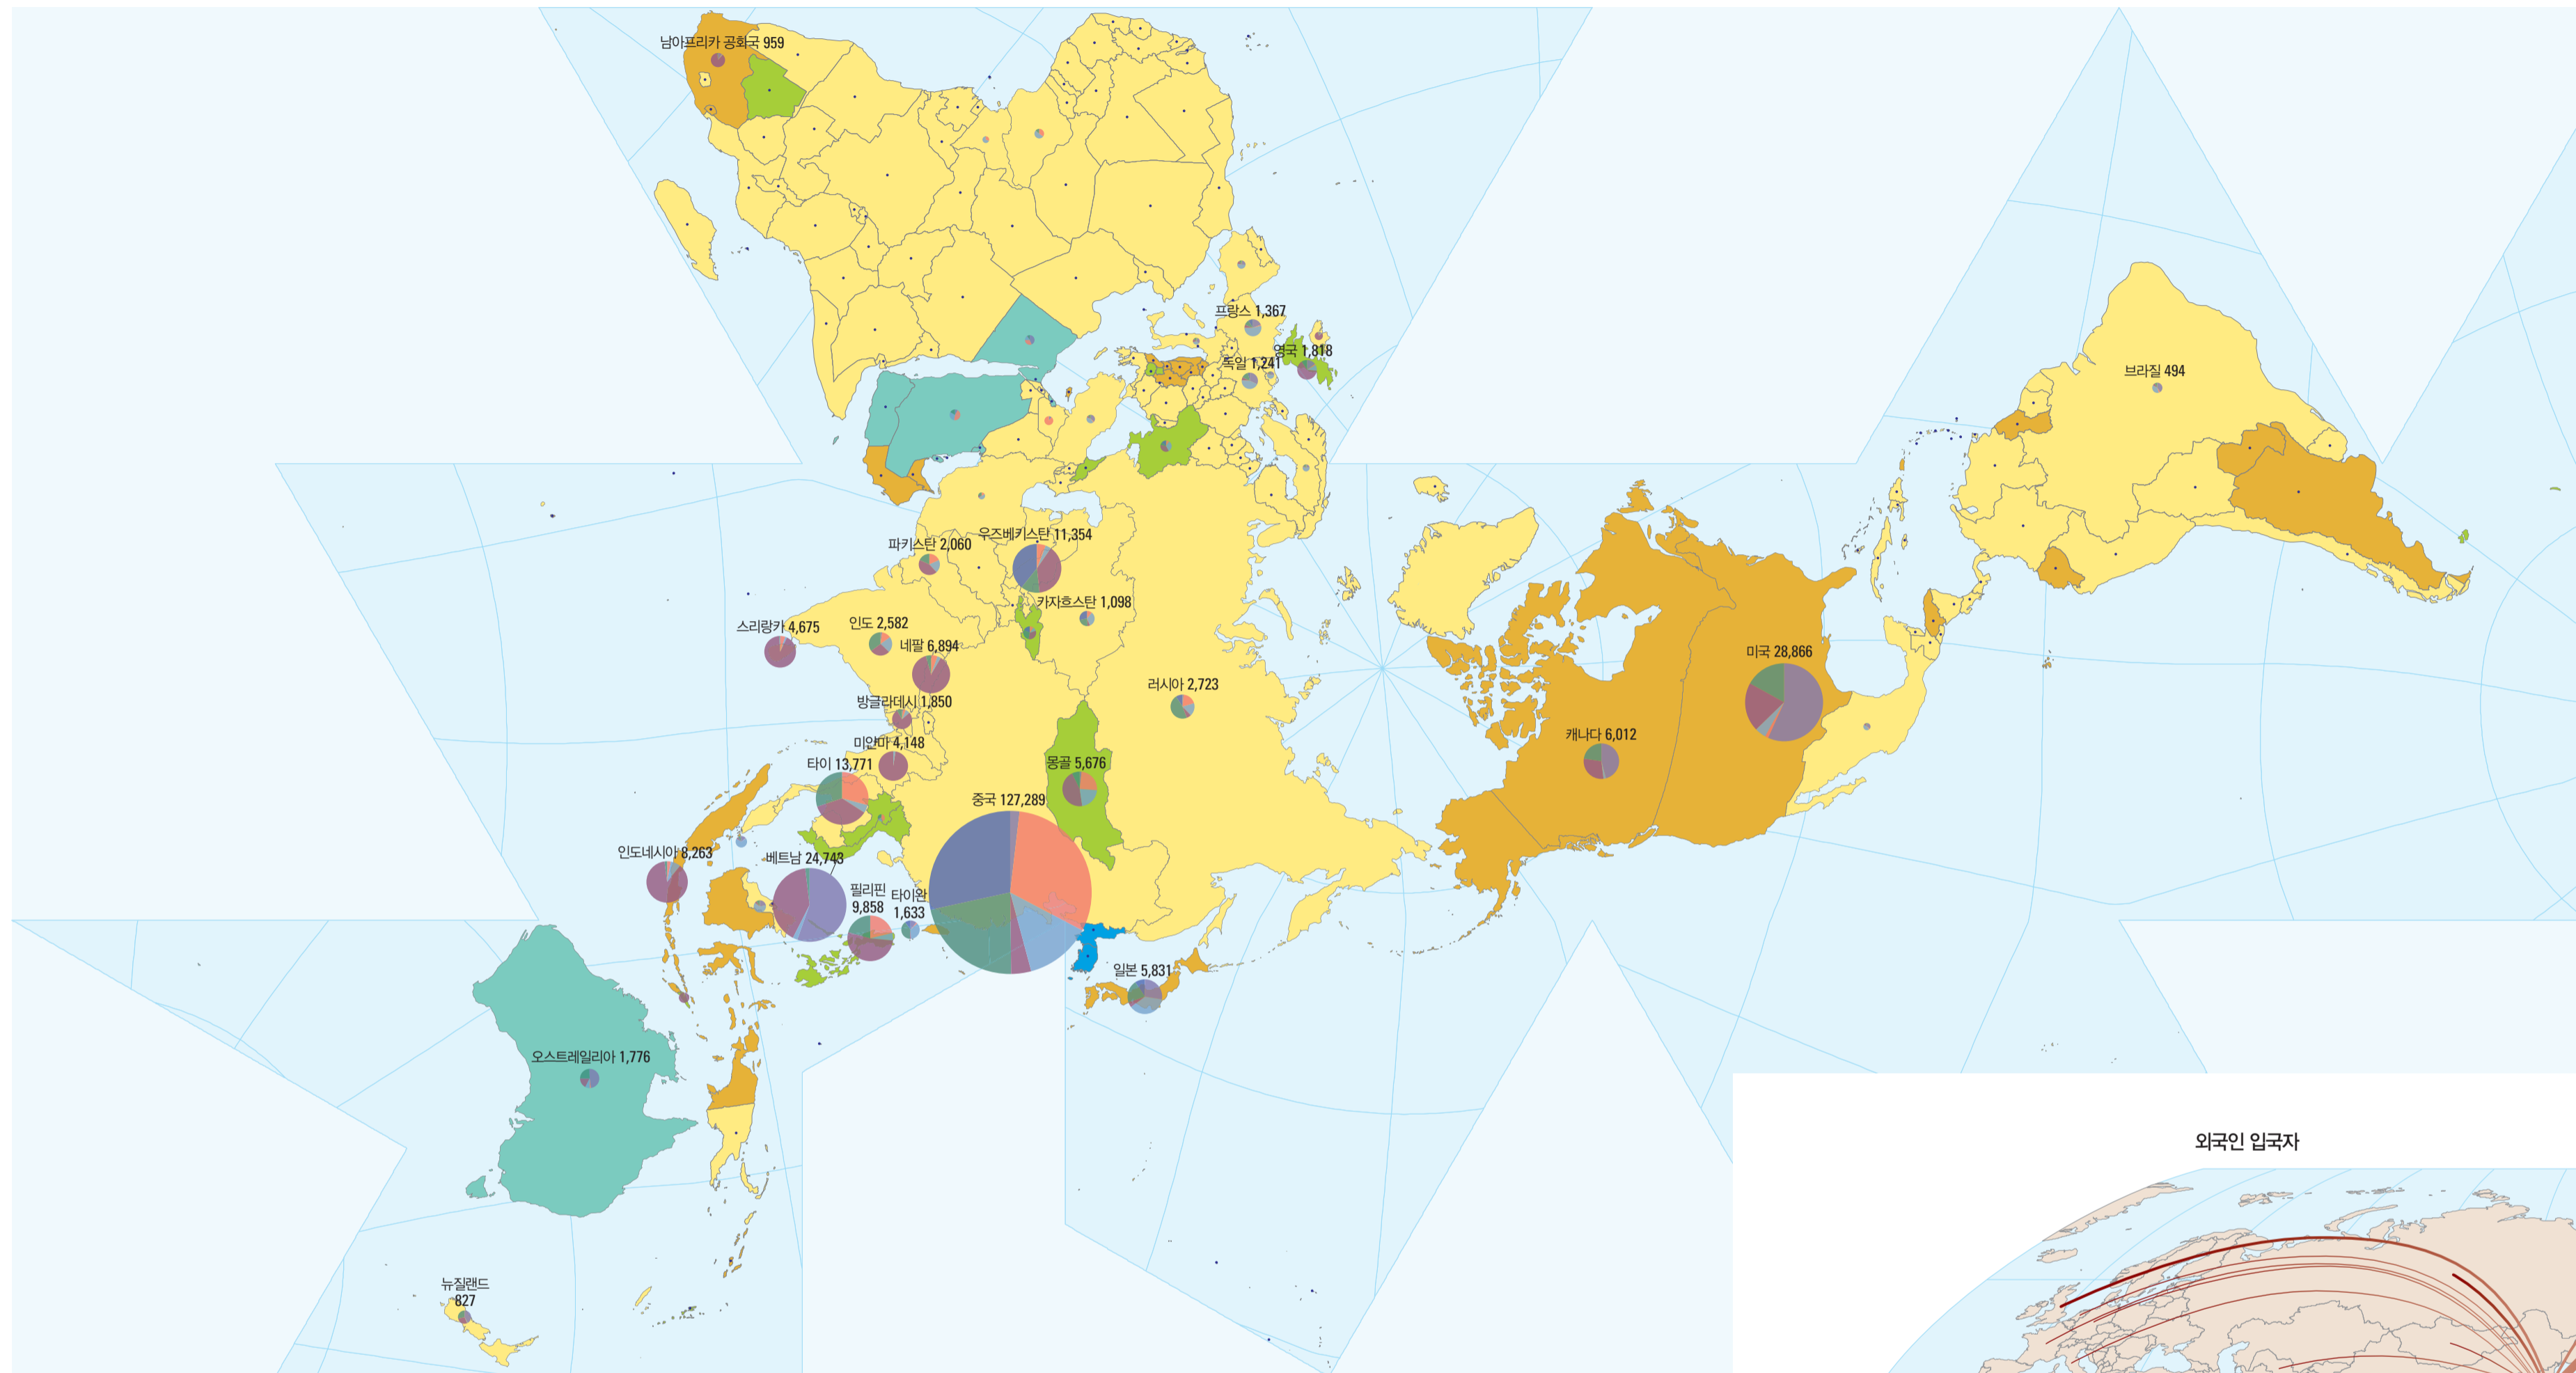 남아프리카 공화국 959
프랑스 1,367
영국 1,818
독일 1,241
브라질 494
우즈베키스탄 11,354
파키스탄 2,060
카자흐스탄 1,098
스리랑카 4,675
인도 2,582
네팔 6,894
미국 28,866
러시아 2,723
방글라데시 1,850
캐나다 6,012
미얀마 4,148
타이 13,771
몽골 5,676
중국 127,289
인도네시아 8,263
베트남 24,743
필리핀
9,858
타이완
1,633
일본 5,831
오스트레일리아 1,776
외국인 입국자
뉴질랜드
827